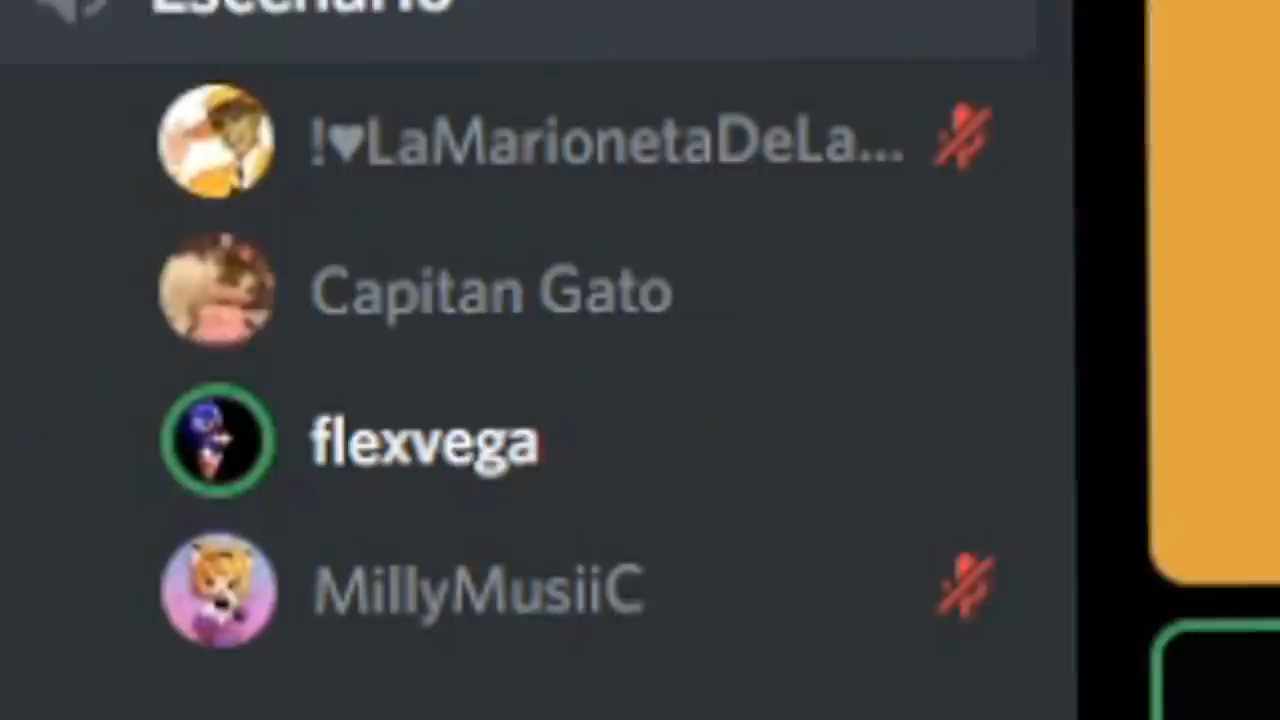 Escenario
!♥LaMarionetaDeLa...
Capitan Gato
flexvega
MillyMusiiC